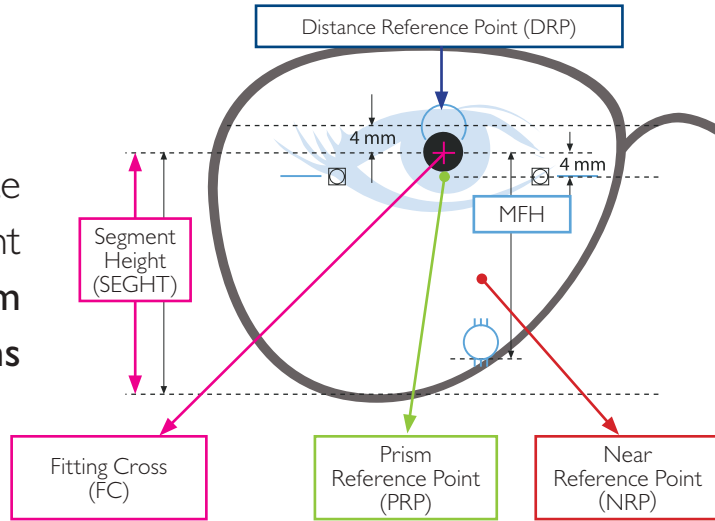 Distance Reference Point (DRP)
4 mm
4 mm
MFH
Segment
Height
(SEGHT)
Fitting Cross
(FC)
Prism
Reference Point
(PRP)
Near
Reference Point
(NRP)